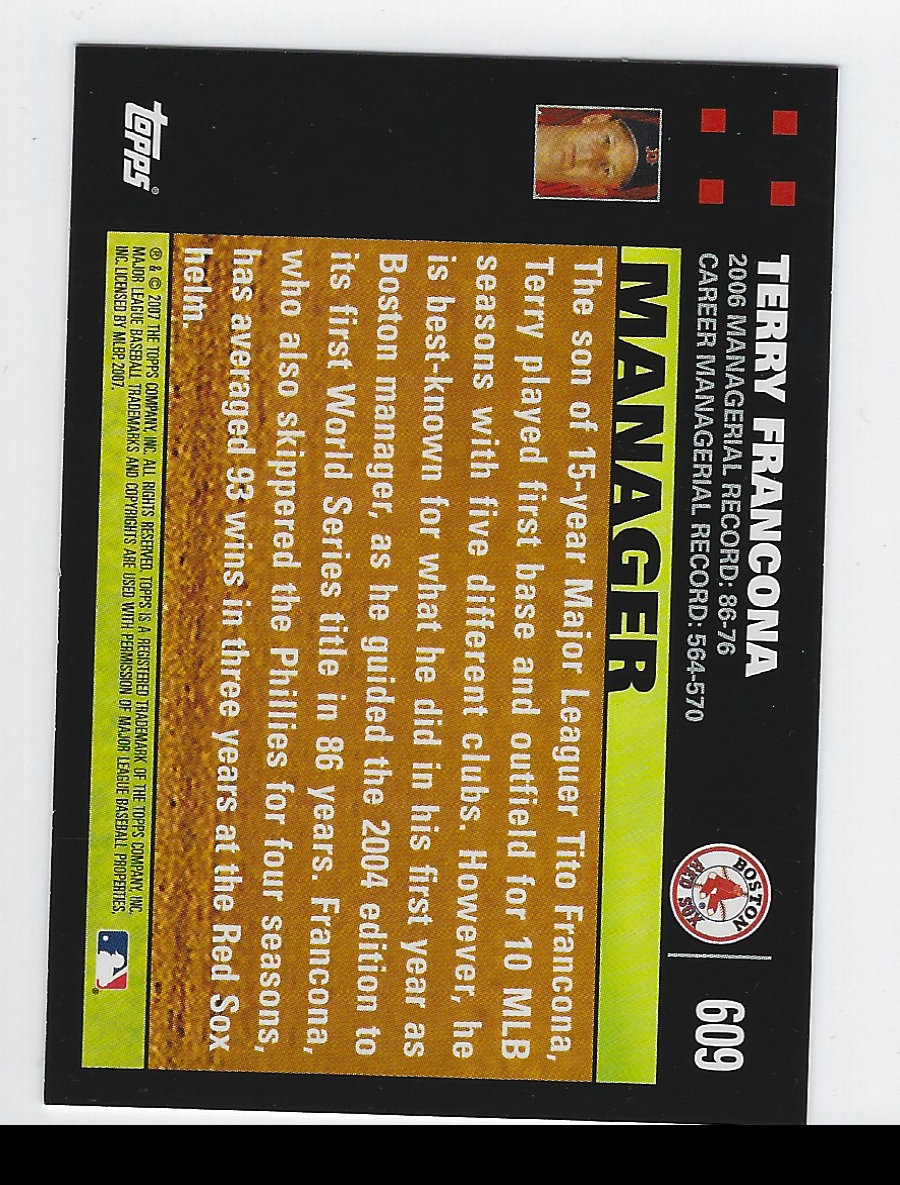 TERRY FRANCONA
2006 MANAGERIAL RECORD: 86-76
CAREER MANAGERIAL RECORD: 564-570
BOSTON
RED SOX
609
MANAGER
The son of 15-year Major Leaguer Tito Francona,
Terry played first base and outfield for 10 MLB
seasons with five different clubs. However, he
is best-known for what he did in his first year as
Boston manager, as he guided the 2004 edition to
its first World Series title in 86 years. Francona,
who also skippered the Phillies for four seasons,
has averaged 93 wins in three years at the Red Sox
helm.
topps®
® & © 2007 THE TOPPS COMPANY, INC. ALL RIGHTS RESERVED. TOPPS IS A REGISTERED TRADEMARK OF THE TOPPS COMPANY, INC.
MAJOR LEAGUE BASEBALL TRADEMARKS AND COPYRIGHTS ARE USED WITH PERMISSION OF MAJOR LEAGUE BASEBALL PROPERTIES,
INC. LICENSED BY MLBP 2007.